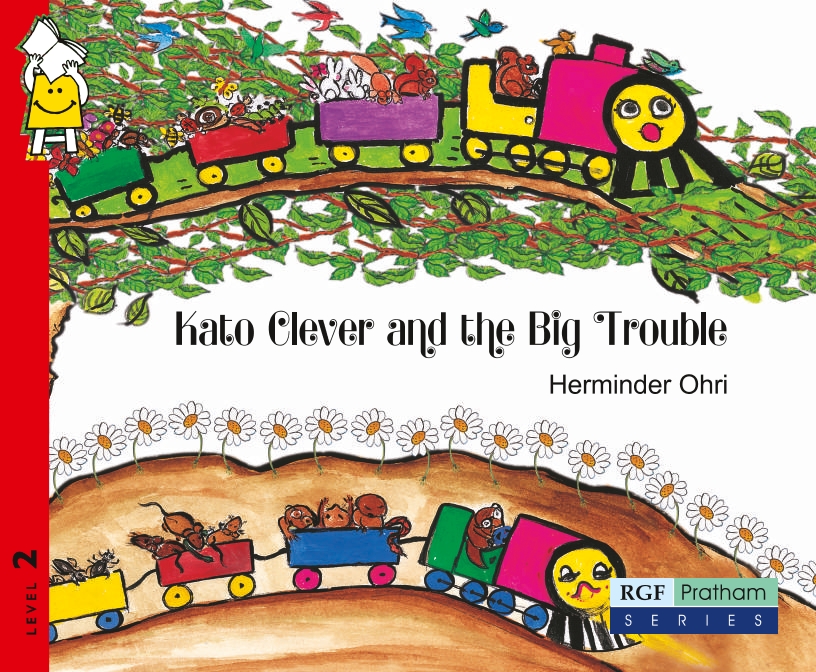 Kato Clever and the Big Trouble
Herminder Ohri
LEVEL 2
RGF Pratham
SERIES